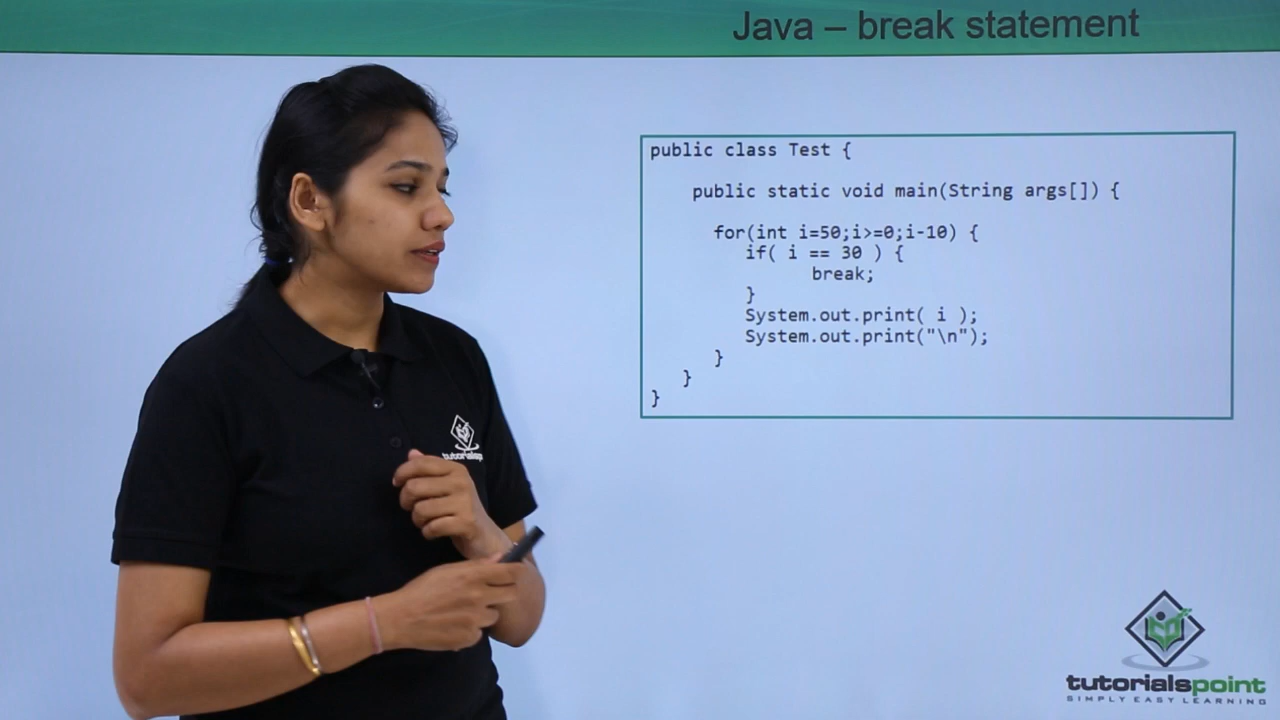 Java – break statement
public class Test {
public static void main(String args[]) {
for(int i=50;i>=0;i-10) {
if( i == 30 ) {
break;
}
System.out.print( i );
System.out.print("\n");
}
}
}
tutorialspoint
SIMPLY EASY LEARNING